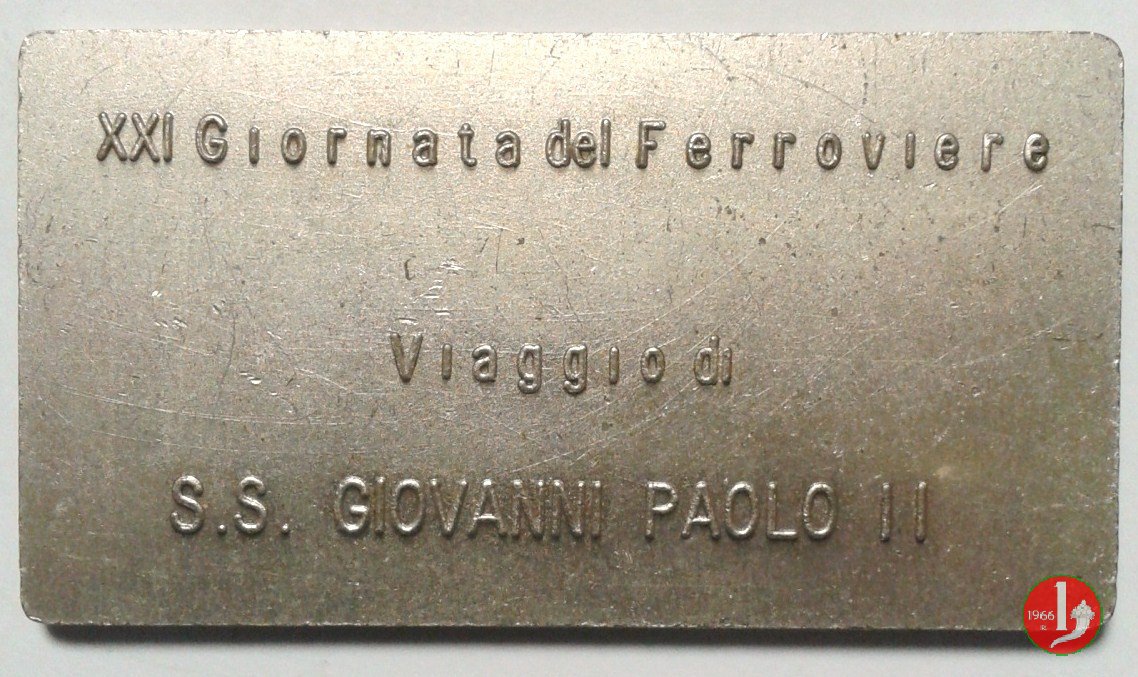 XXI Giornata del Ferroviere
Viaggio di
S.S. GIOVANNI PAOLO II
1966